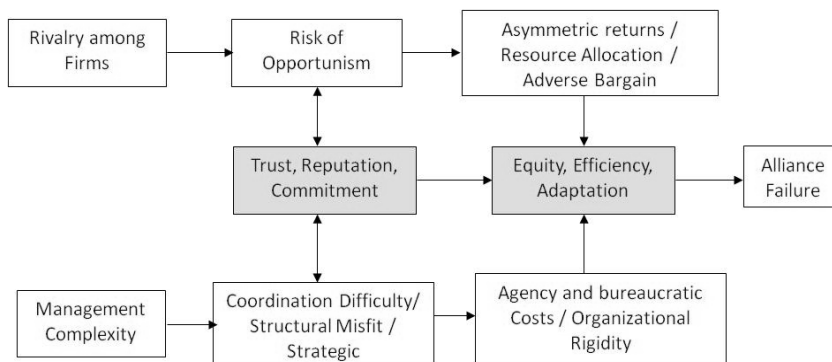 Rivalry among
Firms
Risk of
Opportunism
Asymmetric returns /
Resource Allocation /
Adverse Bargain
Trust, Reputation,
Commitment
Equity, Efficiency,
Adaptation
Alliance
Failure
Management
Complexity
Coordination Difficulty/
Structural Misfit /
Strategic
Agency and bureaucratic
Costs / Organizational
Rigidity